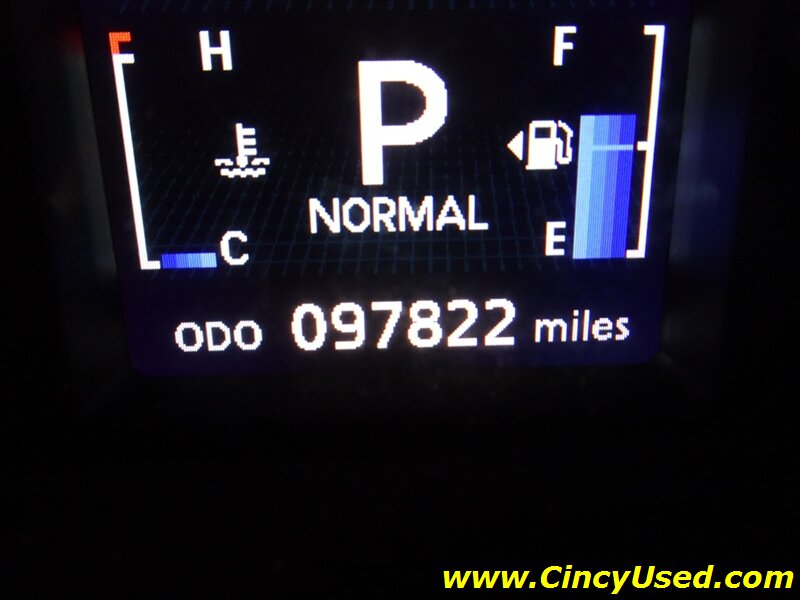 H F
P
NORMAL
C E
ODO 097822 miles
www.CincyUsed.com